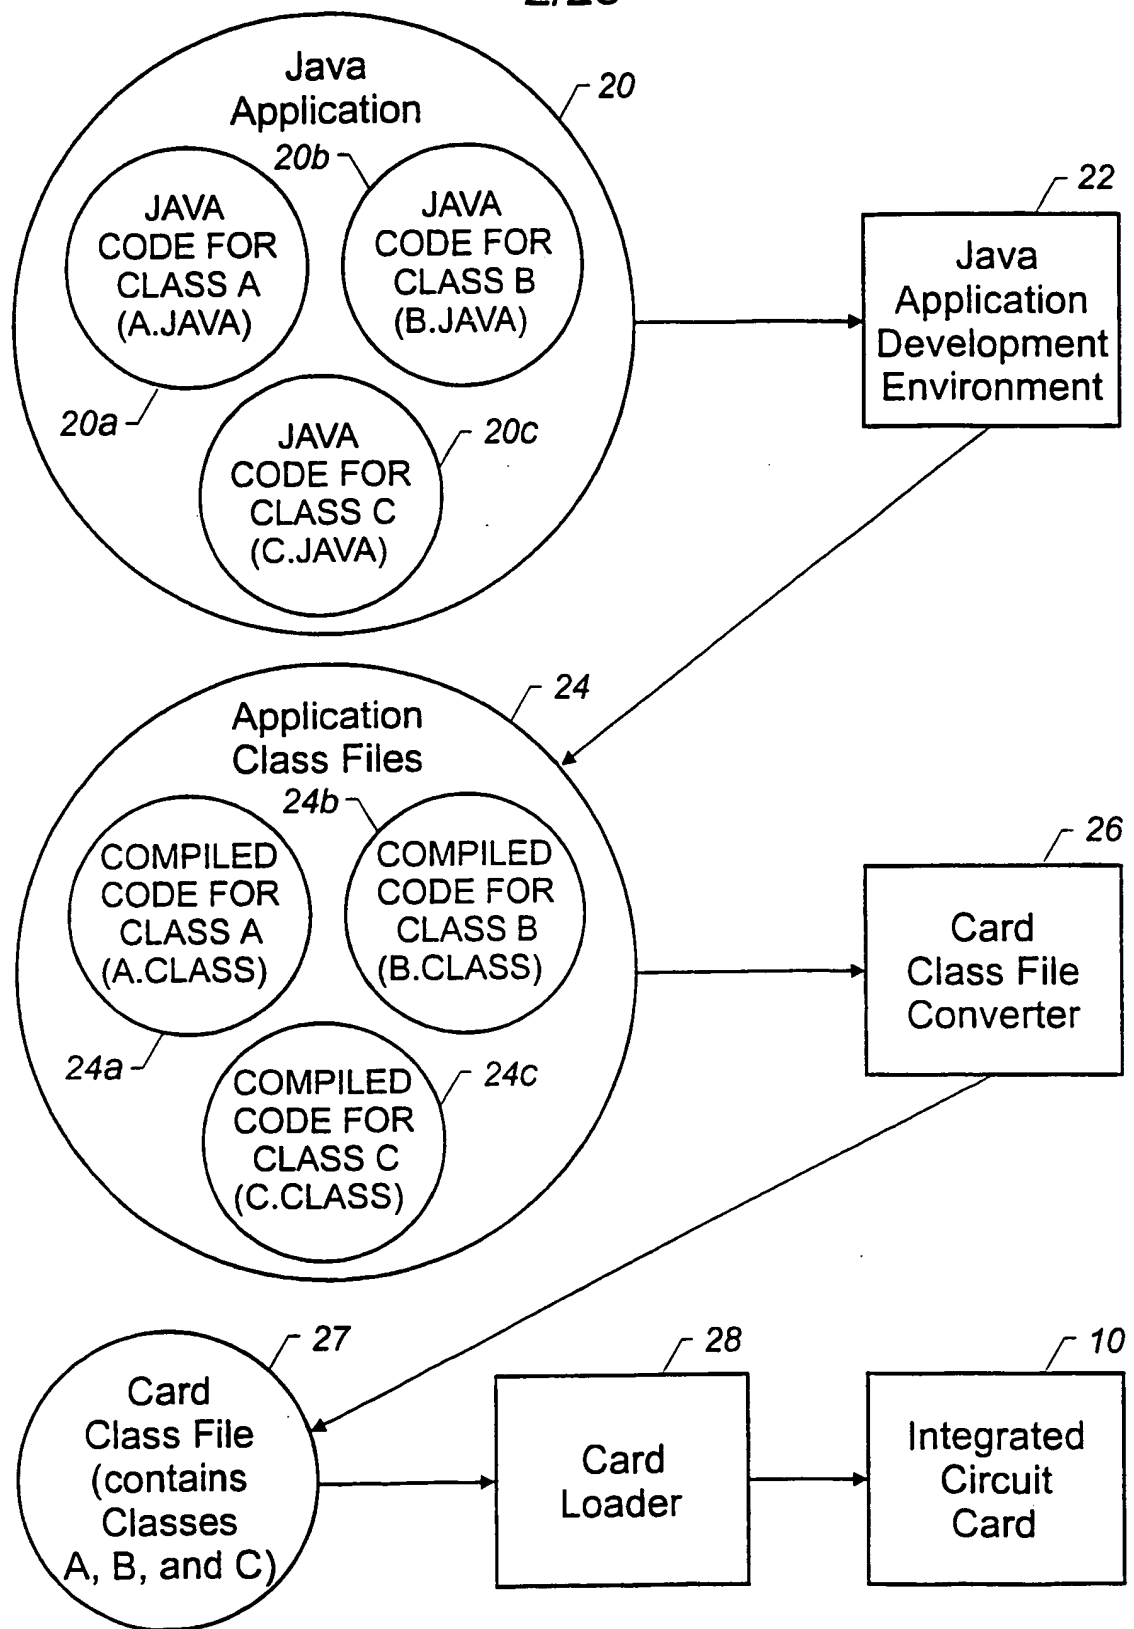 Java
Application
20
20b
JAVA
CODE FOR
CLASS A
(A.JAVA)
JAVA
CODE FOR
CLASS B
(B.JAVA)
20a
JAVA
CODE FOR
CLASS C
(C.JAVA)
20c
22
Java
Application
Development
Environment
24
Application
Class Files
24b
COMPILED
CODE FOR
CLASS A
(A.CLASS)
COMPILED
CODE FOR
CLASS B
(B.CLASS)
24a
COMPILED
CODE FOR
CLASS C
(C.CLASS)
24c
26
Card
Class File
Converter
27
Card
Class File
(contains
Classes
A, B, and C)
28
Card
Loader
10
Integrated
Circuit
Card